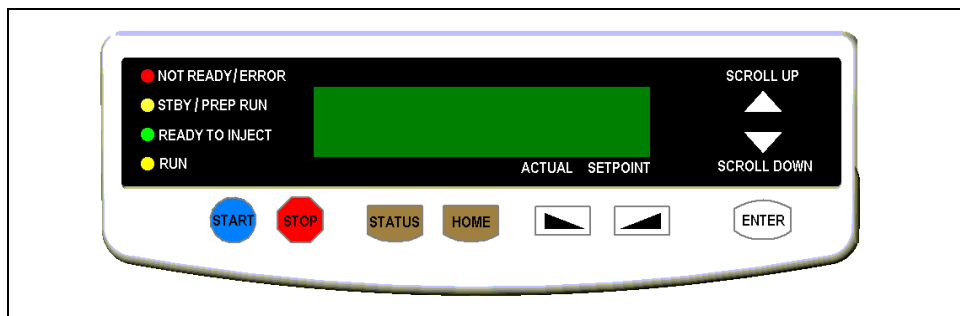 NOT READY/ERROR
STBY / PREP RUN
READY TO INJECT
RUN
ACTUAL SETPOINT
SCROLL UP
SCROLL DOWN
START STOP STATUS HOME ENTER